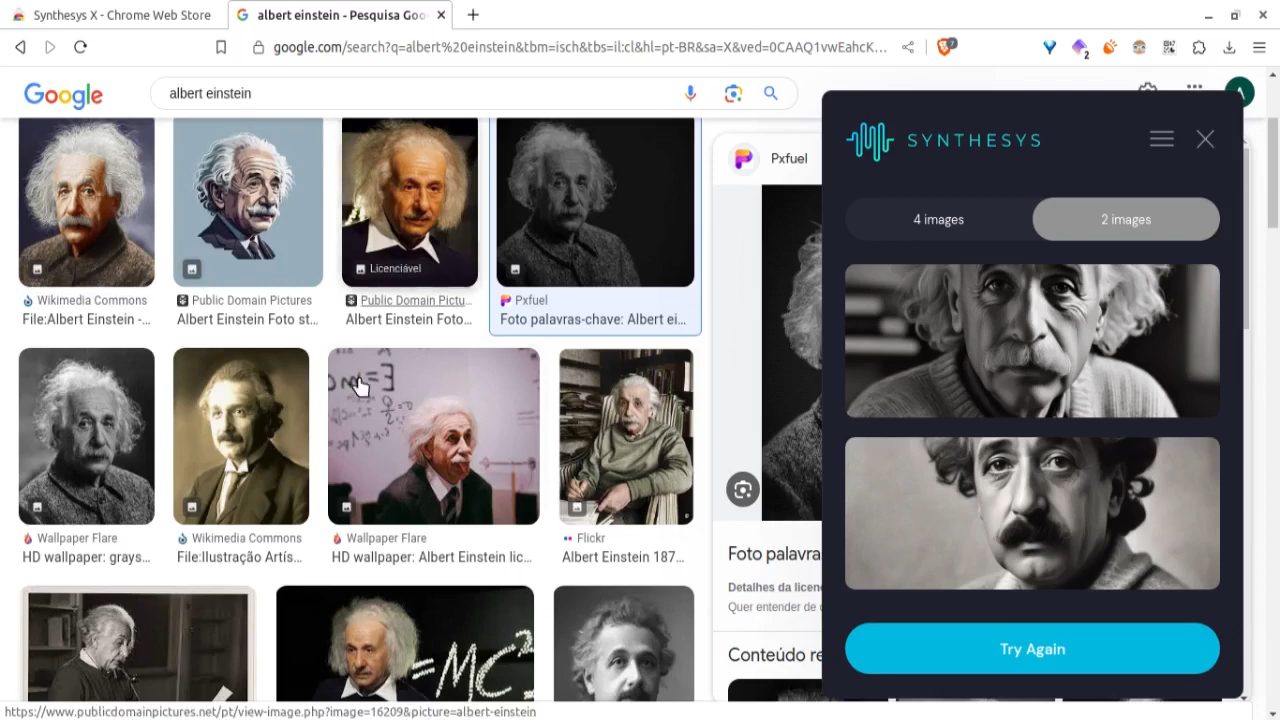 Synthesys X - Chrome Web Store
albert einstein - Pesquisa Goo
google.com/search?q=albert%20einstein&tbm=isch&tbs=il:cl&hl=pt-BR&sa=X&ved=0CAAQ1vwEahcK...
7
2
Google
albert einstein
A
Licenciável
Wikimedia Commons
File:Albert Einstein -...
Public Domain Pictures
Albert Einstein Foto st...
Public Domain Pictu...
Albert Einstein Foto...
Pxfuel
Foto palavras-chave: Albert ei...
Wallpaper Flare
HD wallpaper: grays...
Wikimedia Commons
File:Ilustração Artís...
Wallpaper Flare
HD wallpaper: Albert Einstein lic...
Flickr
Albert Einstein 187...
=MC²
Pxfuel
Foto palavra
Detalhes da licen
Quer entender de
Conteúdo re
SYNTHESYS
4 images
2 images
Try Again
https://www.publicdomainpictures.net/pt/view-image.php?image=16209&picture=albert-einstein